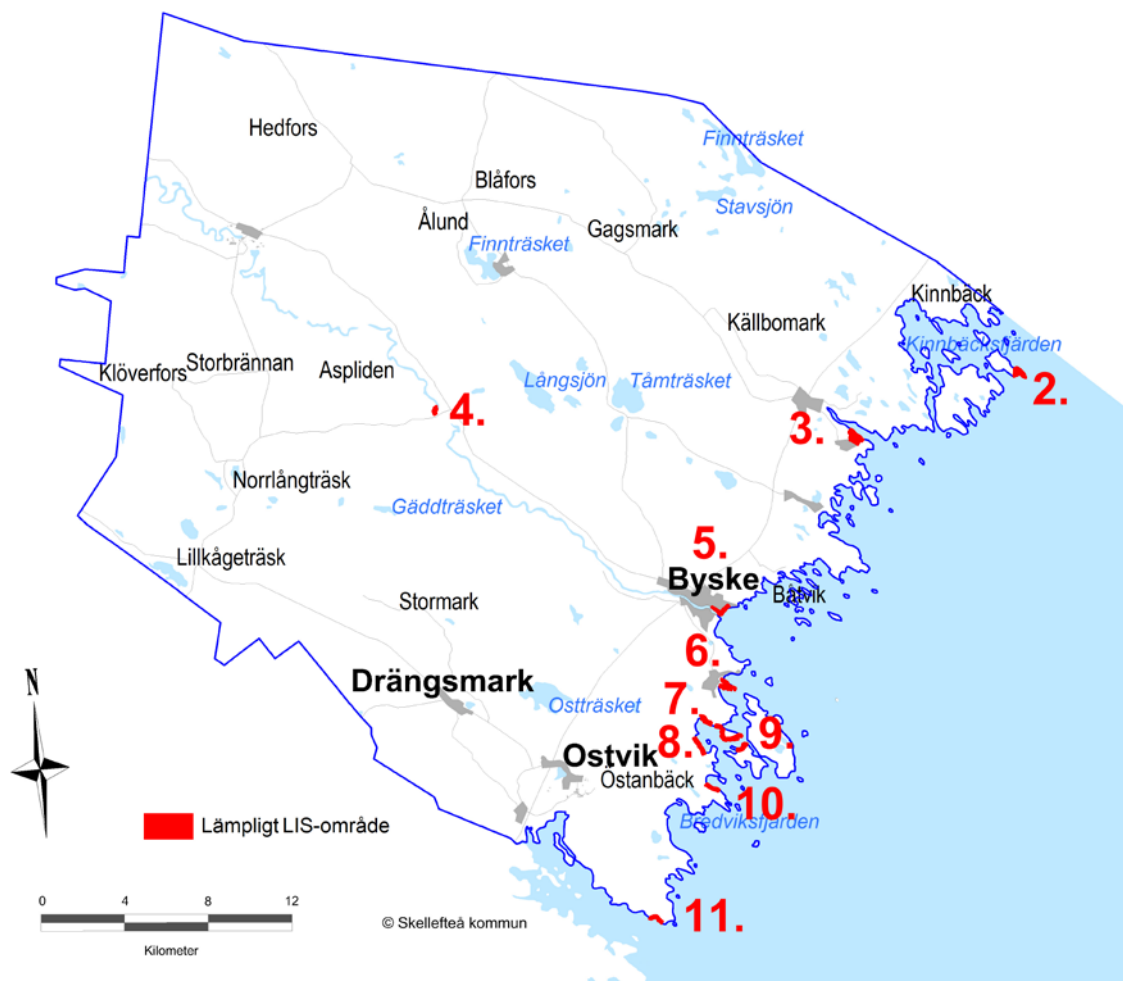 Finnträsket
Hedfors
Blåfors
Stavsjön
Ålund
Gagsmark
Finnträsket
Kinnbäck
Källbomark
Kinnbäcksfjärden
Storbrännan
Klöverfors
Aspliden
Långsjön
Tåmträsket
2.
4.
3.
Norrlångträsk
Gäddträsket
5.
Lillkågeträsk
Byske
Båtvik
Stormark
6.
N
Drängsmark
Ostträsket
7.
9.
8.
Ostvik
Östanbäck
10.
Bredviksfjärden
Lämpligt LIS-område
0 4 8 12
Kilometer
© Skellefteå kommun
11.